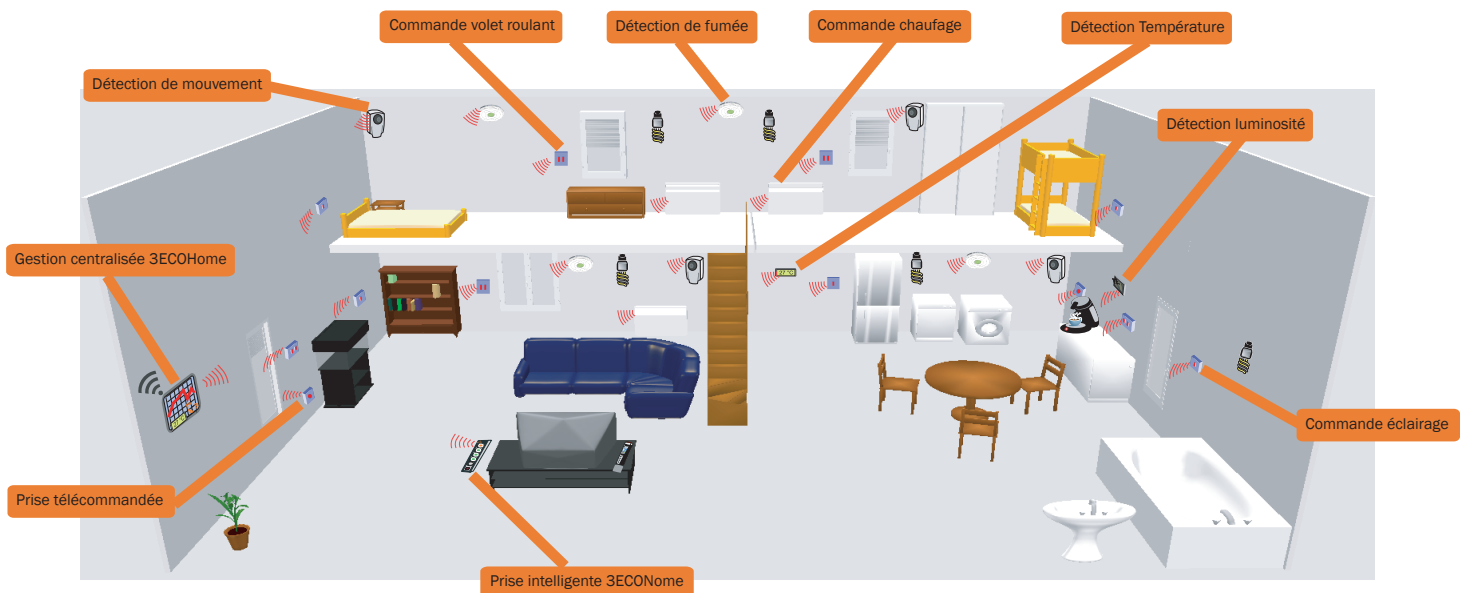 Commande volet roulant
Détection de fumée
Commande chaufage
Détection Température
Détection de mouvement
Détection luminosité
Gestion centralisée 3ECOHome
Commande éclairage
Prise télécommandée
Prise intelligente 3ECONome